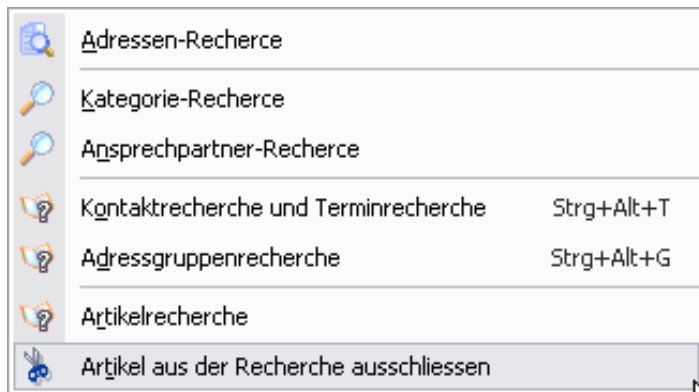 Adressen-Recherce
Kategorie-Recherce
Ansprechpartner-Recherce
Kontaktrecherche und Terminrecherche Strg+Alt+T
Adressgruppenrecherche Strg+Alt+G
Artikelrecherche
Artikel aus der Recherche ausschliessen